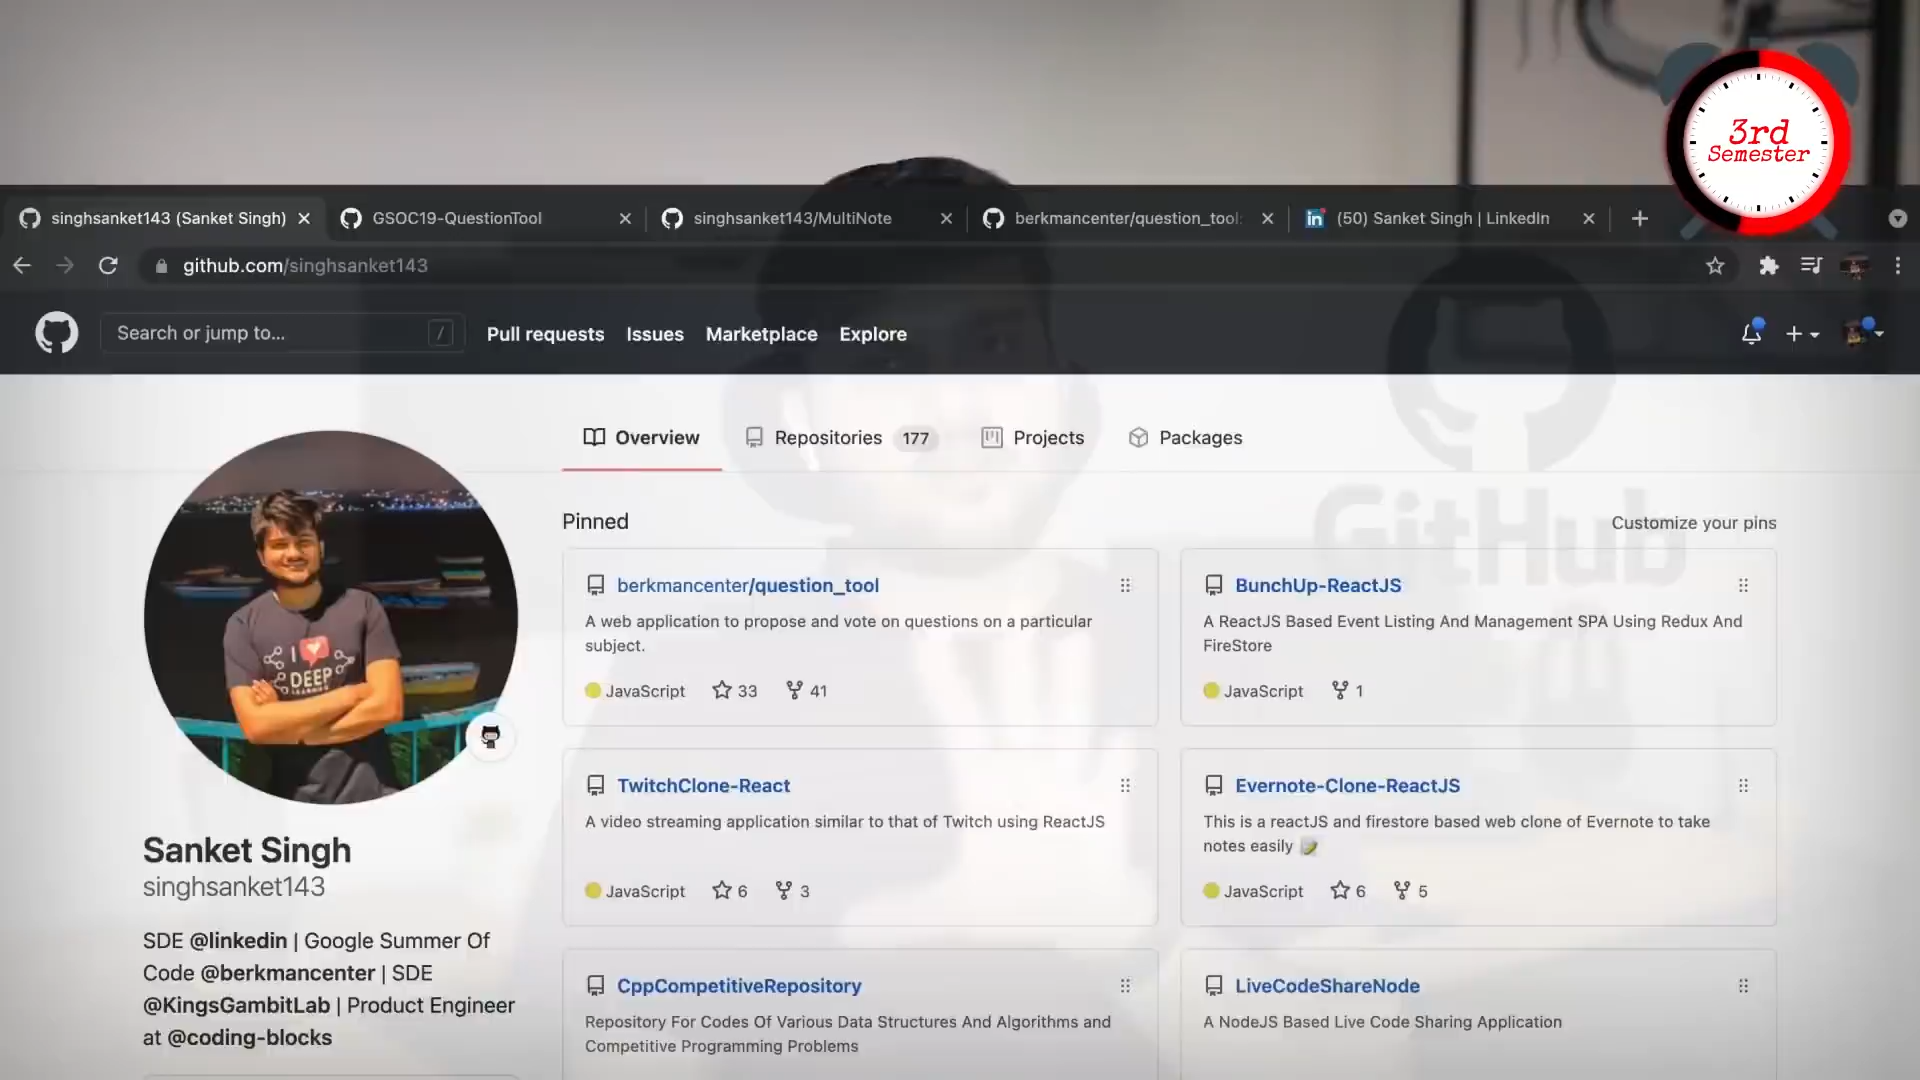 3rd
Semester
singhsanket143 (Sanket Singh)
GSOC19-QuestionTool
singhsanket143/MultiNote
berkmancenter/question_tool:
(50) Sanket Singh | LinkedIn
github.com/singhsanket143
Search or jump to...
/
Pull requests
Issues
Marketplace
Explore
Overview
Repositories 177
Projects
Packages
GitHub
Pinned
Customize your pins
berkmancenter/question_tool
A web application to propose and vote on questions on a particular
subject.
JavaScript 33 41
BunchUp-ReactJS
A ReactJS Based Event Listing And Management SPA Using Redux And
FireStore
JavaScript 1
I
DEEP
TwitchClone-React
A video streaming application similar to that of Twitch using ReactJS
JavaScript 6 3
Evernote-Clone-ReactJS
This is a reactJS and firestore based web clone of Evernote to take
notes easily
JavaScript 6 5
Sanket Singh
singhsanket143
SDE @linkedin | Google Summer Of
Code @berkmancenter | SDE
@KingsGambitLab | Product Engineer
at @coding-blocks
CppCompetitiveRepository
Repository For Codes Of Various Data Structures And Algorithms and
Competitive Programming Problems
LiveCodeShareNode
A NodeJS Based Live Code Sharing Application